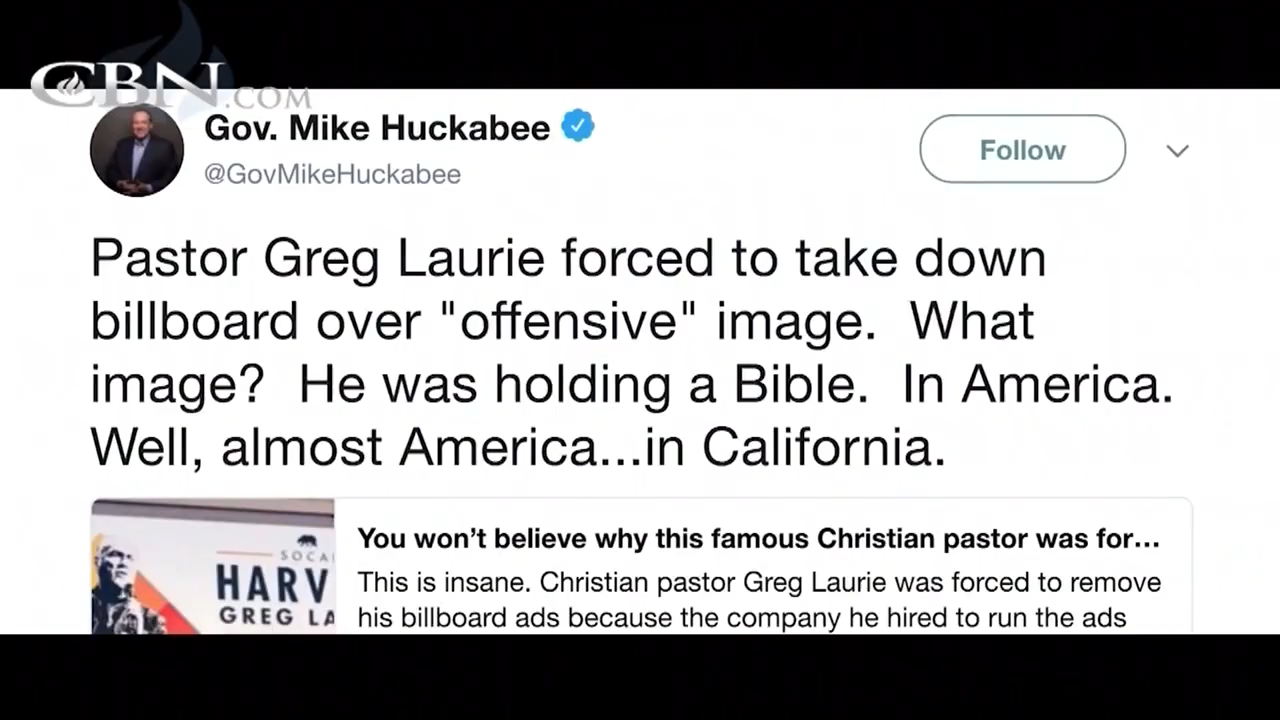 CBN.COM
Gov. Mike Huckabee
@GovMikeHuckabee
Follow
Pastor Greg Laurie forced to take down
billboard over "offensive" image. What
image? He was holding a Bible. In America.
Well, almost America...in California.
SOCA
HARV
GREG LA
You won’t believe why this famous Christian pastor was for...
This is insane. Christian pastor Greg Laurie was forced to remove
his billboard ads because the company he hired to run the ads